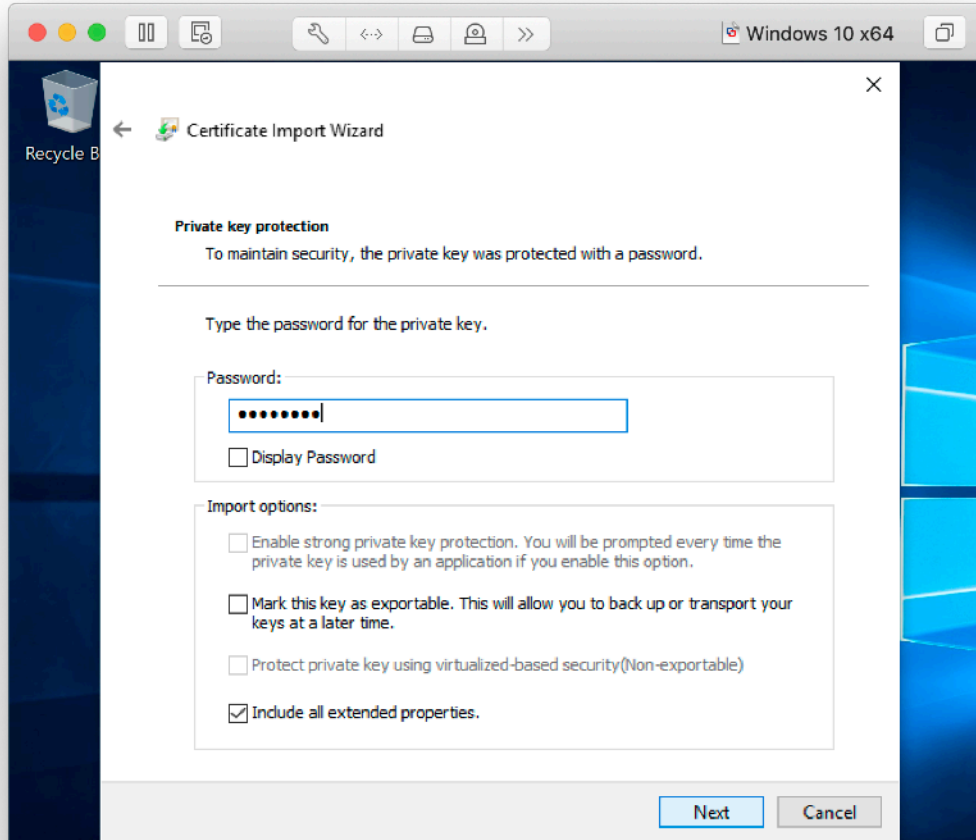 Windows 10 x64
Recycle B
Certificate Import Wizard
Private key protection
To maintain security, the private key was protected with a password.
Type the password for the private key.
Password:
••••••••
Display Password
Import options:
Enable strong private key protection. You will be prompted every time the
private key is used by an application if you enable this option.
Mark this key as exportable. This will allow you to back up or transport your
keys at a later time.
Protect private key using virtualized-based security(Non-exportable)
Include all extended properties.
Next
Cancel